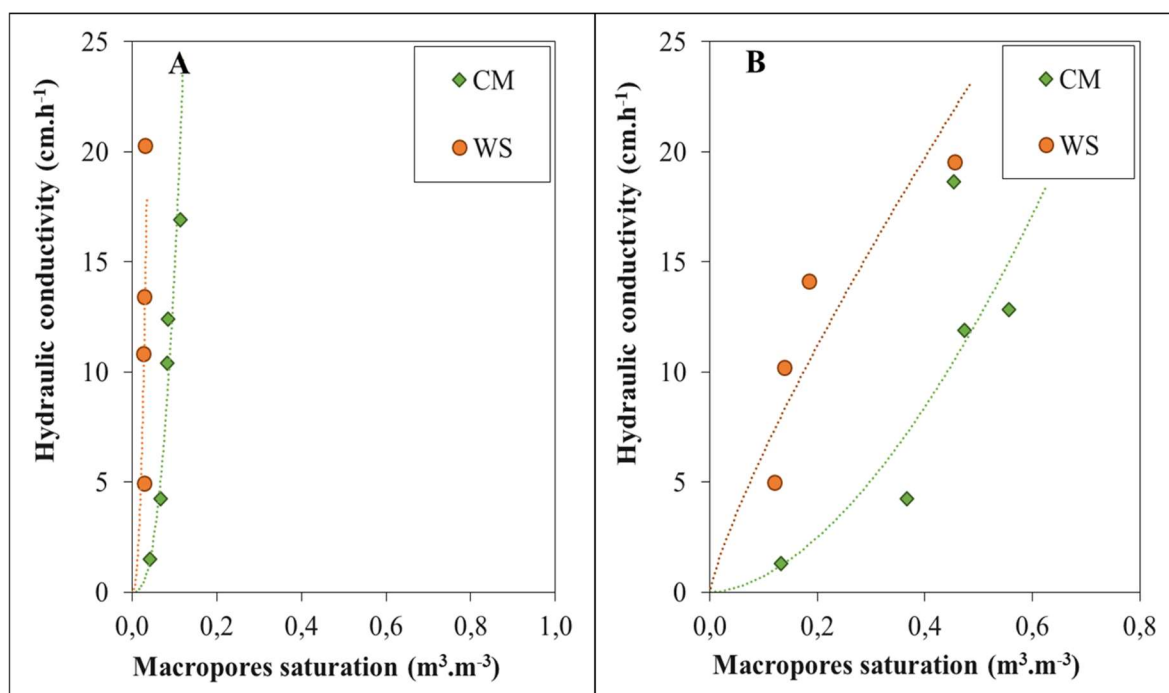 A
CM
WS
Hydraulic conductivity (cm.h⁻¹)
25
20
15
10
5
0
0,0 0,2 0,4 0,6 0,8 1,0
Macropores saturation (m³.m⁻³)
B
CM
WS
Hydraulic conductivity (cm.h⁻¹)
25
20
15
10
5
0
0,0 0,2 0,4 0,6 0,8
Macropores saturation (m³.m⁻³)